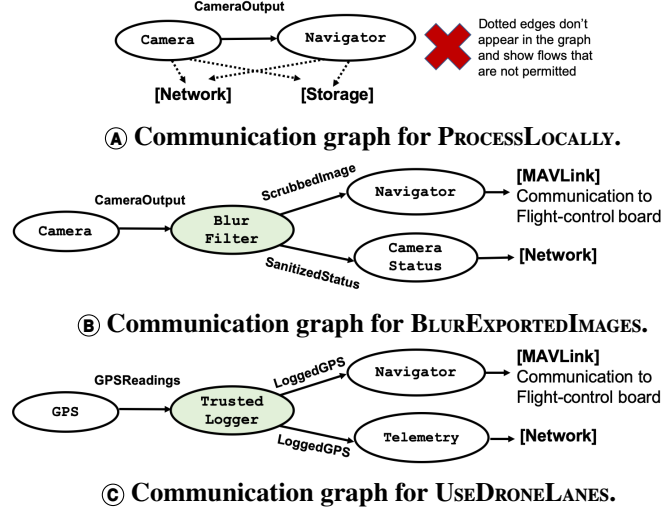 CameraOutput
Camera
Navigator
Dotted edges don't
appear in the graph
and show flows that
are not permitted
[Network]
[Storage]
Ⓐ Communication graph for PROCESSLOCALLY.
CameraOutput
Camera
Blur
Filter
ScrubbedImage
SanitizedStatus
Navigator
[MAVLink]
Communication to
Flight-control board
Camera
Status
[Network]
Ⓑ Communication graph for BLUREXPORTEDIMAGES.
GPSReadings
GPS
Trusted
Logger
LoggedGPS
LoggedGPS
Navigator
[MAVLink]
Communication to
Flight-control board
Telemetry
[Network]
Ⓒ Communication graph for USEDRONELANES.